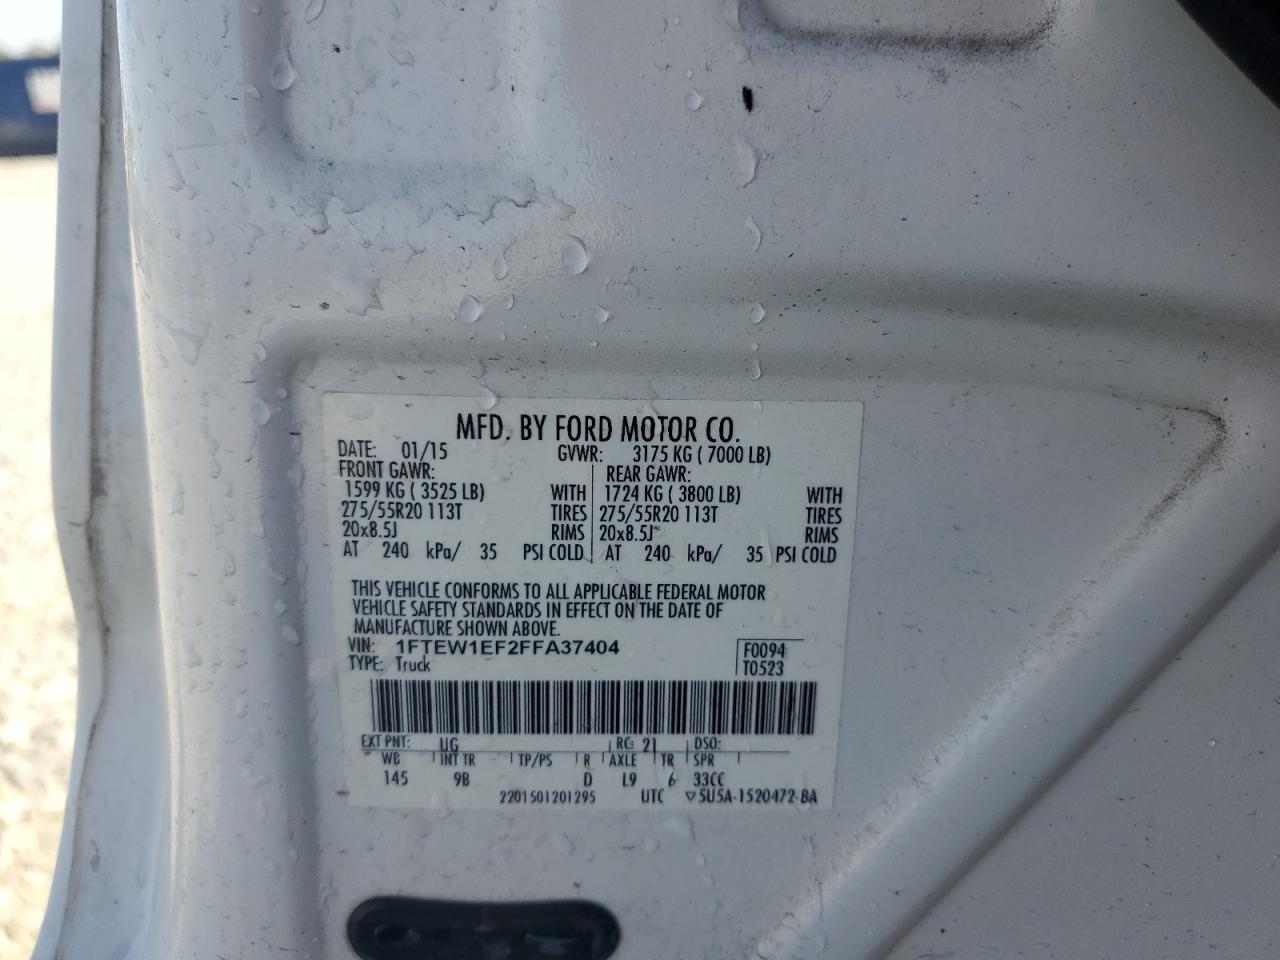 MFD. BY FORD MOTOR CO.
DATE: 01/15 GVWR: 3175 KG ( 7000 LB)
FRONT GAWR: REAR GAWR:
1599 KG ( 3525 LB) WITH 1724 KG ( 3800 LB) WITH
275/55R20 113T TIRES 275/55R20 113T TIRES
20x8.5J RIMS 20x8.5J RIMS
AT 240 kPa/ 35 PSI COLD AT 240 kPa/ 35 PSI COLD
THIS VEHICLE CONFORMS TO ALL APPLICABLE FEDERAL MOTOR
VEHICLE SAFETY STANDARDS IN EFFECT ON THE DATE OF
MANUFACTURE SHOWN ABOVE.
VIN: 1FTEW1EF2FFA37404 F0094
TYPE: Truck T0523
EXT PNT: UG RC: 21 DSO:
WB INT TR TP/PS R AXLE TR SPR
145 9B D L9 6 33CC
2201501201295 UTC ▽5U5A-1520472-BA